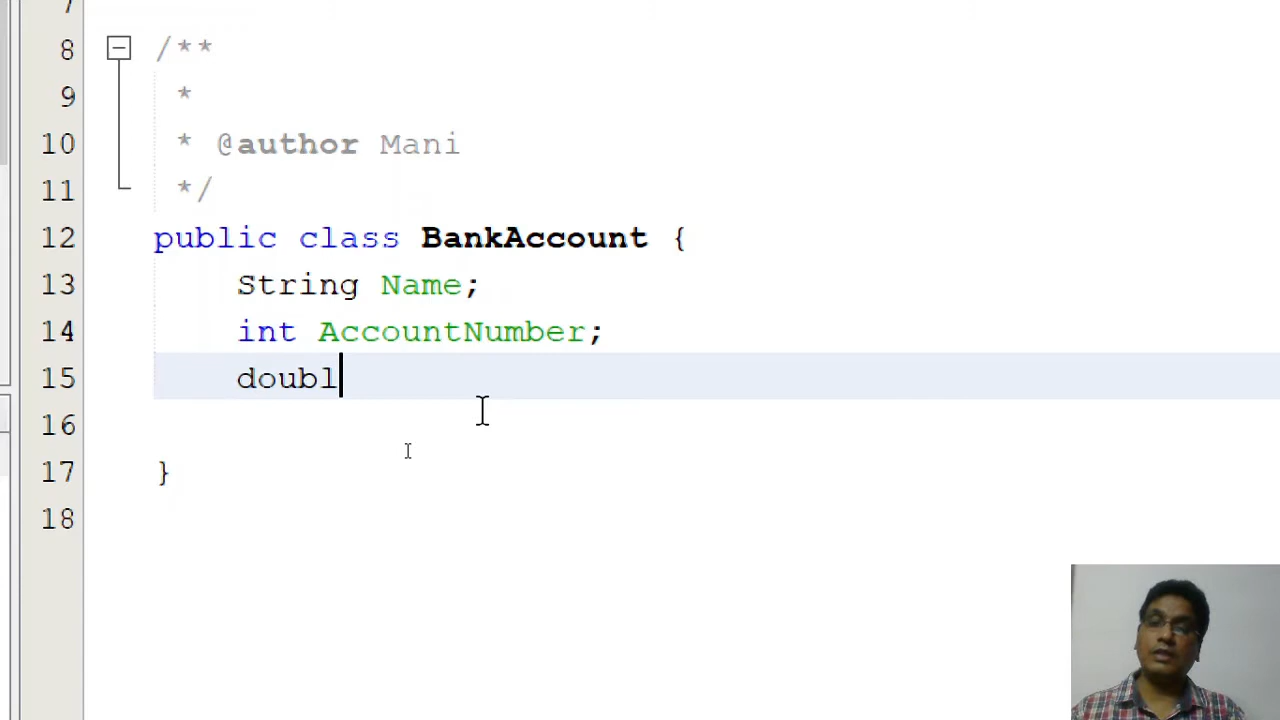 7
8 /**
9 *
10 * @author Mani
11 */
12 public class BankAccount {
13 String Name;
14 int AccountNumber;
15 doubl
16
17 }
18